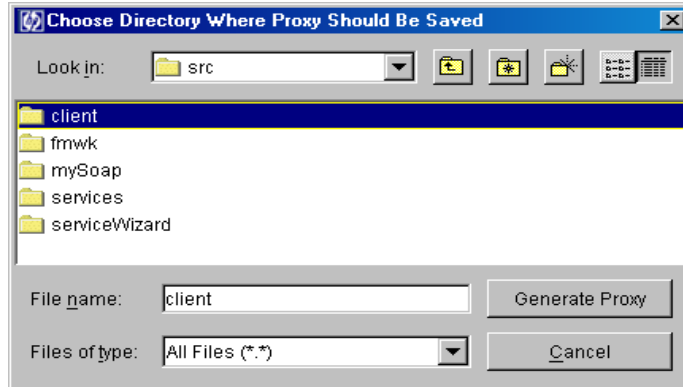 Choose Directory Where Proxy Should Be Saved
Look in: src
client
fmwk
mySoap
services
serviceWizard
File name: client Generate Proxy
Files of type: All Files (*.*) Cancel